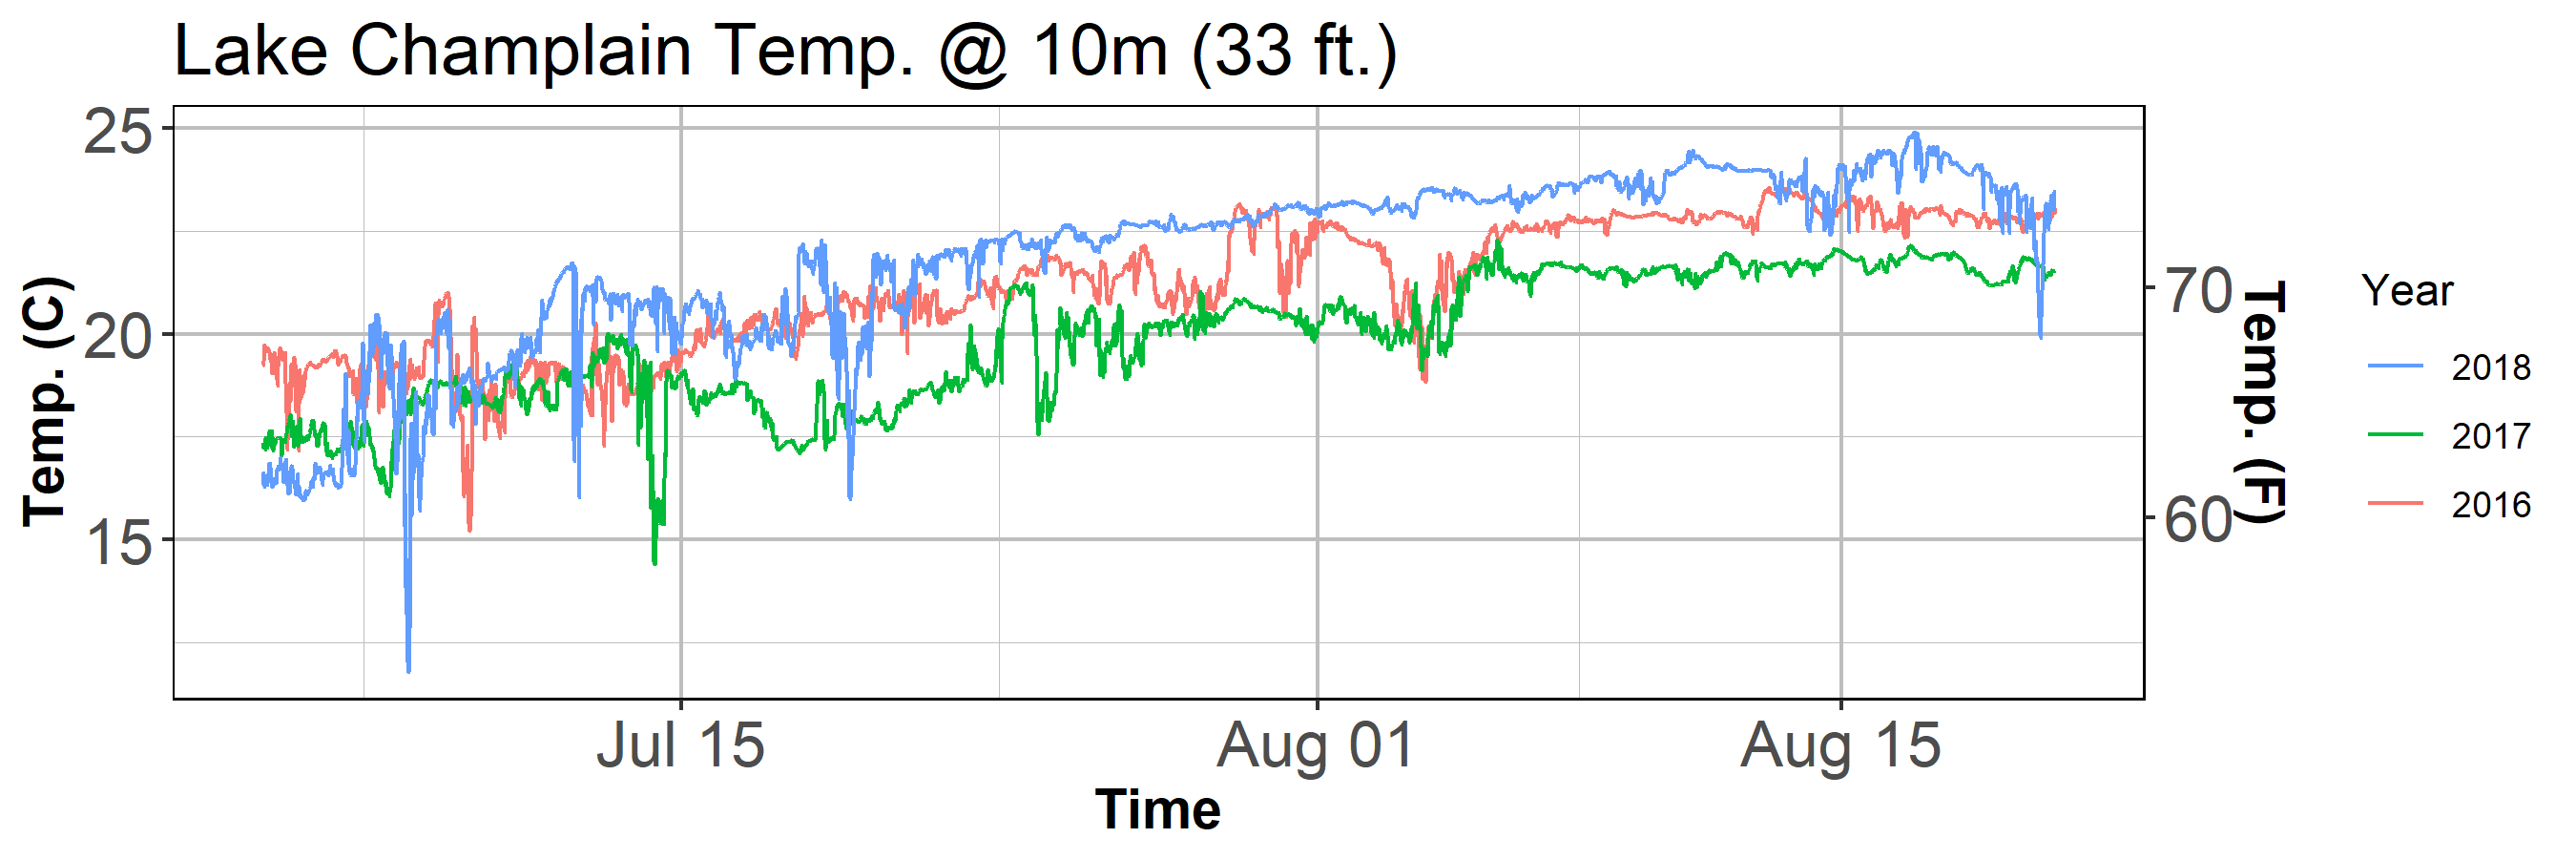 Lake Champlain Temp. @ 10m (33 ft.)
25
20
15
Temp. (C)
70
60
Temp. (F)
Jul 15
Aug 01
Aug 15
Time
Year
2018
2017
2016